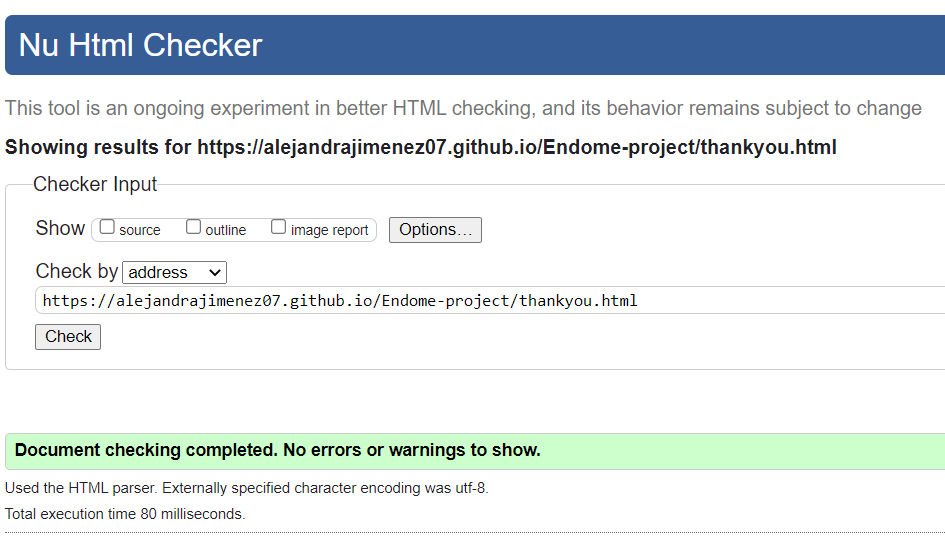 Nu Html Checker
This tool is an ongoing experiment in better HTML checking, and its behavior remains subject to change
Showing results for https://alejandrajimenez07.github.io/Endome-project/thankyou.html
Checker Input
Show source outline image report Options...
Check by address
https://alejandrajimenez07.github.io/Endome-project/thankyou.html
Check
Document checking completed. No errors or warnings to show.
Used the HTML parser. Externally specified character encoding was utf-8.
Total execution time 80 milliseconds.